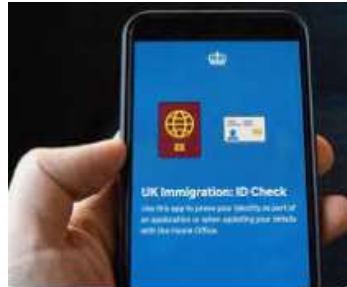 UK Immigration: ID Check
Use this app to prove your identity as part of
an application or when updating your details
with the Home Office.